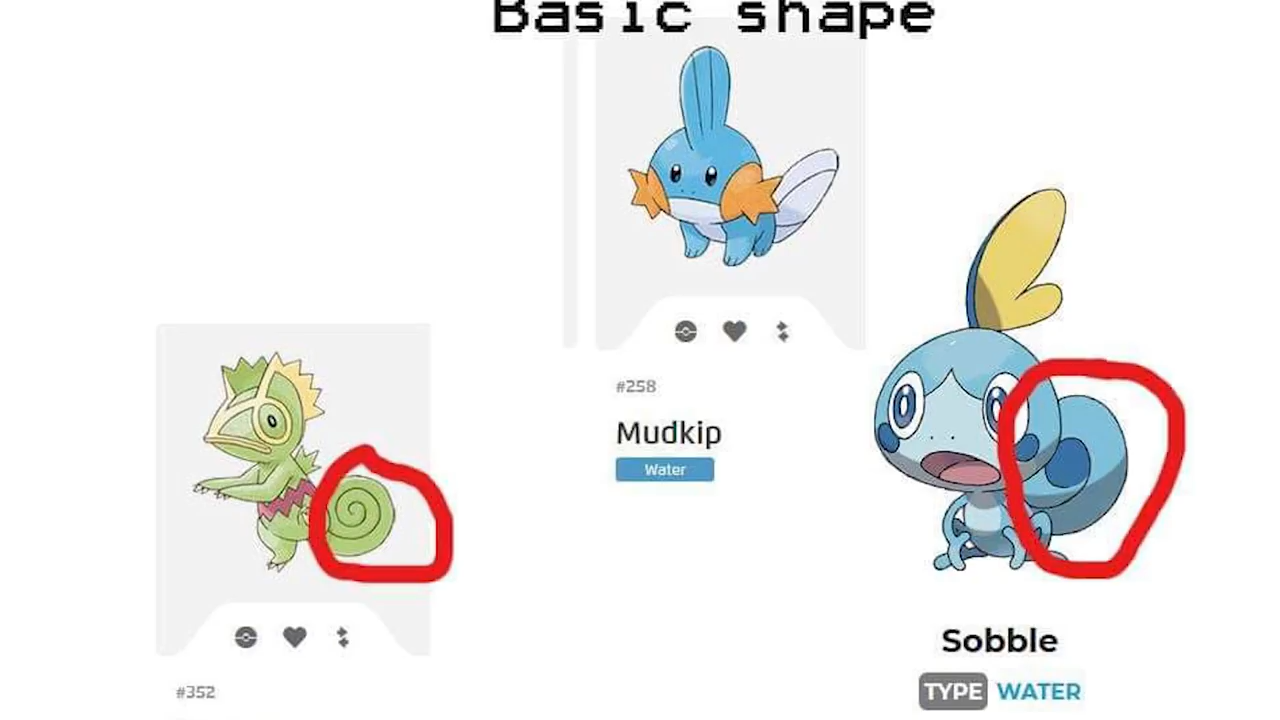 Basic shape
#258
Mudkip
Water
Sobble
TYPE WATER
#352